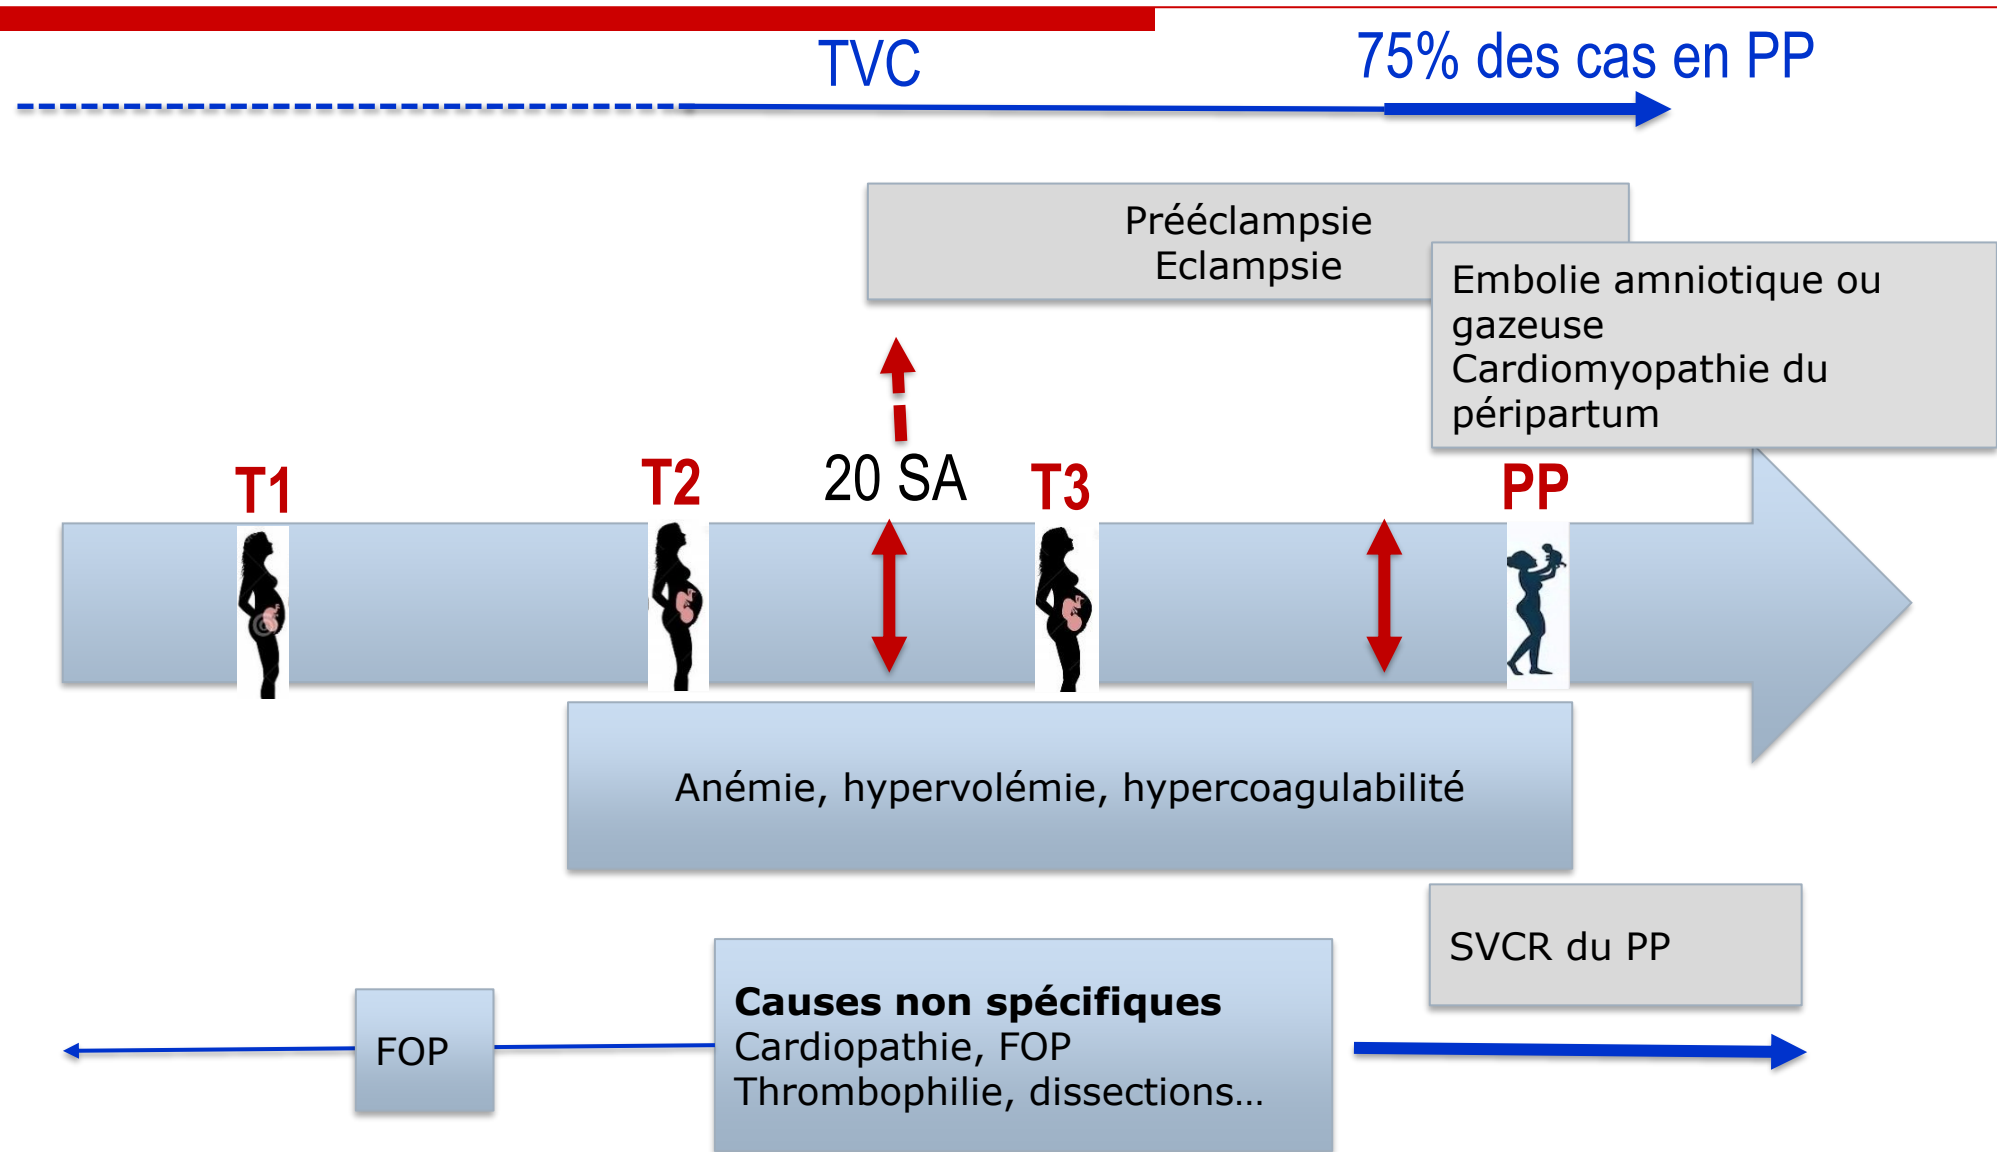 TVC
75% des cas en PP
Prééclampsie
Eclampsie
Embolie amniotique ou
gazeuse
Cardiomyopathie du
péripartum
T1
T2
20 SA
T3
PP
Anémie, hypervolémie, hypercoagulabilité
SVCR du PP
FOP
Causes non spécifiques
Cardiopathie, FOP
Thrombophilie, dissections…